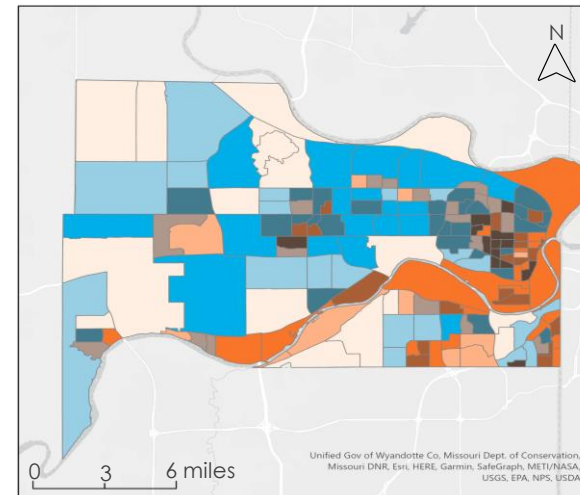 N
0 3 6 miles
Unified Gov of Wyandotte Co, Missouri Dept. of Conservation,
Missouri DNR, Esri, HERE, Garmin, SafeGraph, METI/NASA,
USGS, EPA, NPS, USDA